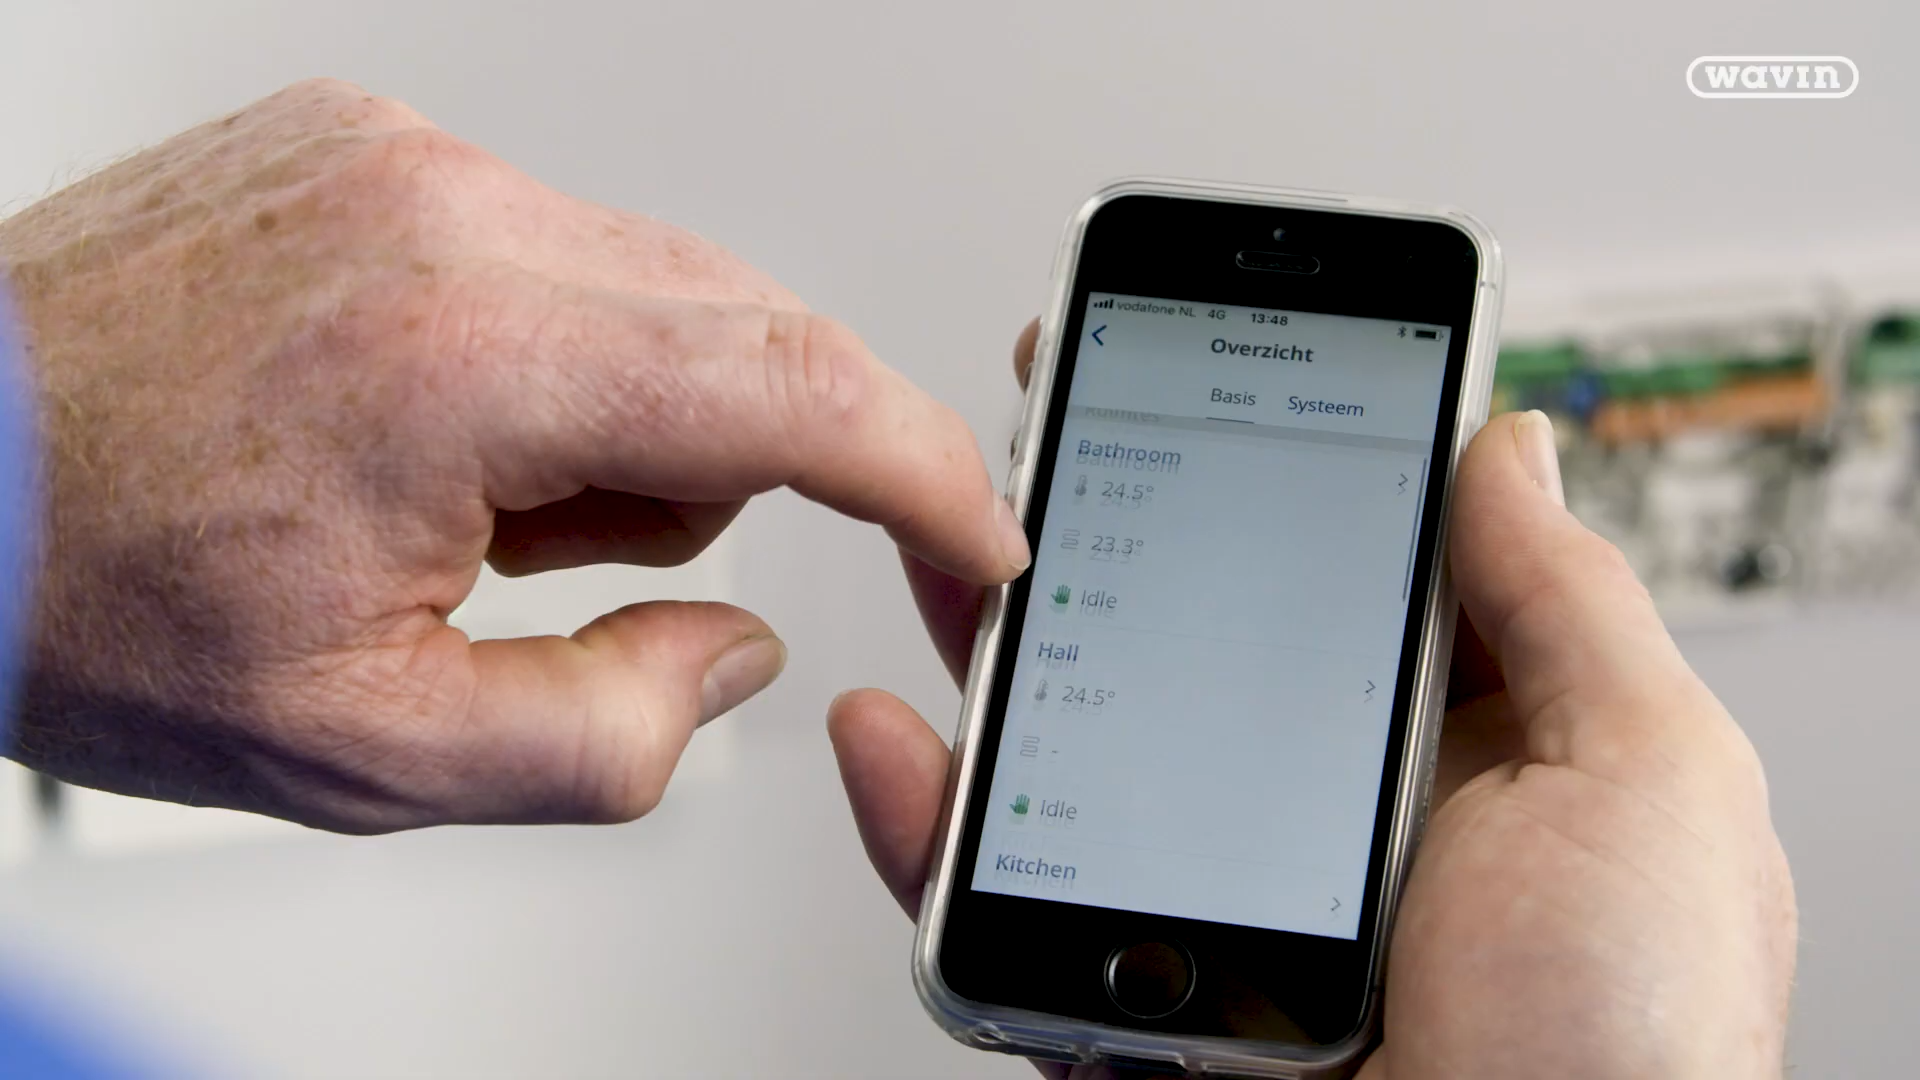 wavin
vodafone NL 4G 13:48
Overzicht
Basis Systeem
Ruimtes
Bathroom
24.5°
23.3°
Idle
Hall
24.5°
-
Idle
Kitchen